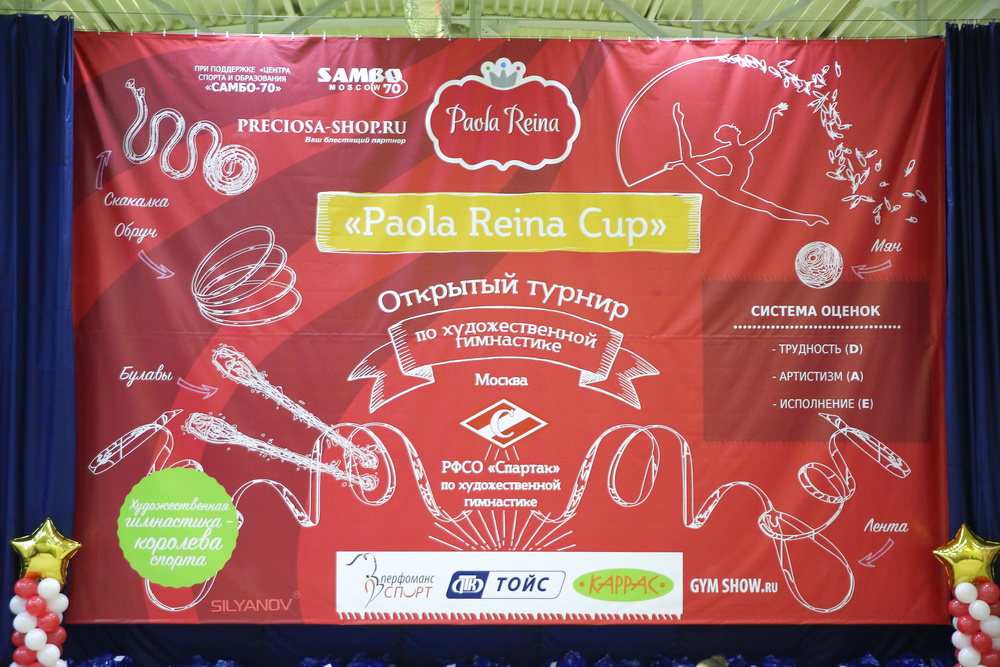 ПРИ ПОДДЕРЖКЕ «ЦЕНТРА
СПОРТА И ОБРАЗОВАНИЯ
«САМБО-70»
SAMBO
MOSCOW 70
PRECIOSA-SHOP.RU
Ваш блестящий партнер
Paola Reina
Скакалка
Обруч
«Paola Reina Cup»
Мяч
Открытый турнир
по художественной
гимнастике
Москва
СИСТЕМА ОЦЕНОК
- ТРУДНОСТЬ (D)
- АРТИСТИЗМ (A)
- ИСПОЛНЕНИЕ (E)
Булавы
С
РФСО «Спартак»
по художественной
гимнастике
Художественная
гимнастика -
королева
спорта
Лента
SILYANOV
перфоманс
СПОРТ
ТОЙС
КАРРАС
GYM SHOW.RU